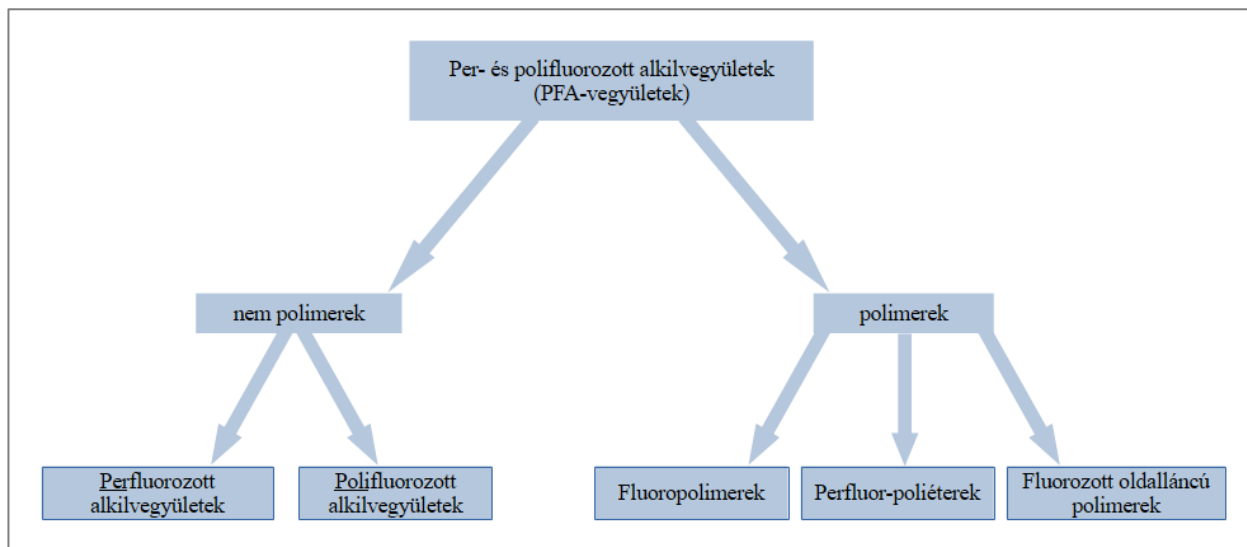 Per- és polifluorozott alkilvegyületek
(PFA-vegyületek)
nem polimerek
polimerek
Perfluorozott
alkilvegyületek
Polifluorozott
alkilvegyületek
Fluoropolimerek
Perfluor-poliéterek
Fluorozott oldalláncú
polimerek